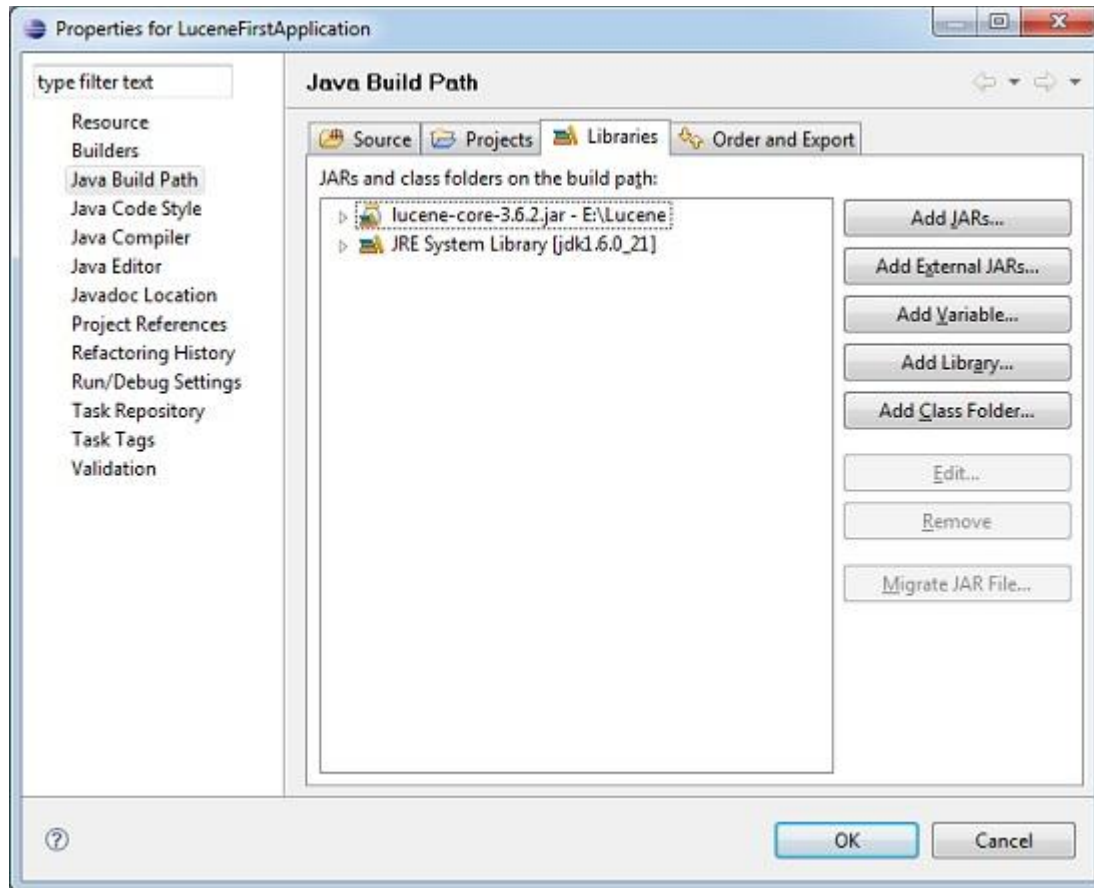 Properties for LuceneFirstApplication
type filter text
Resource
Builders
Java Build Path
Java Code Style
Java Compiler
Java Editor
Javadoc Location
Project References
Refactoring History
Run/Debug Settings
Task Repository
Task Tags
Validation
Java Build Path
Source Projects Libraries Order and Export
JARs and class folders on the build path:
lucene-core-3.6.2.jar - E:\Lucene
JRE System Library [jdk1.6.0_21]
Add JARs...
Add External JARs...
Add Variable...
Add Library...
Add Class Folder...
Edit...
Remove
Migrate JAR File...
?
OK Cancel